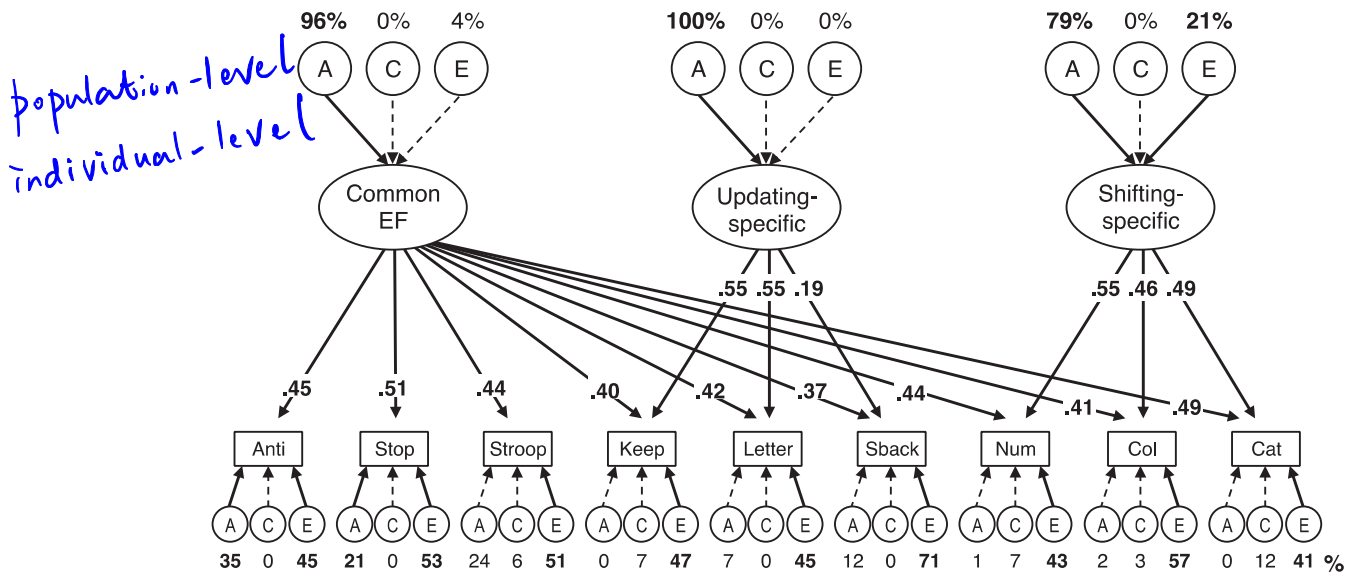 96% 0% 4% 100% 0% 0% 79% 0% 21%
A C E A C E A C E
population-level
individual-level
Common
EF
Updating-
specific
Shifting-
specific
.55 .55 .19 .55 .46 .49
.45 .51 .44 .40 .42 .37 .44 .41 .49
Anti Stop Stroop Keep Letter Sback Num Col Cat
A C E A C E A C E A C E A C E A C E A C E A C E A C E
35 0 45 21 0 53 24 6 51 0 7 47 7 0 45 12 0 71 1 7 43 2 3 57 0 12 41 %